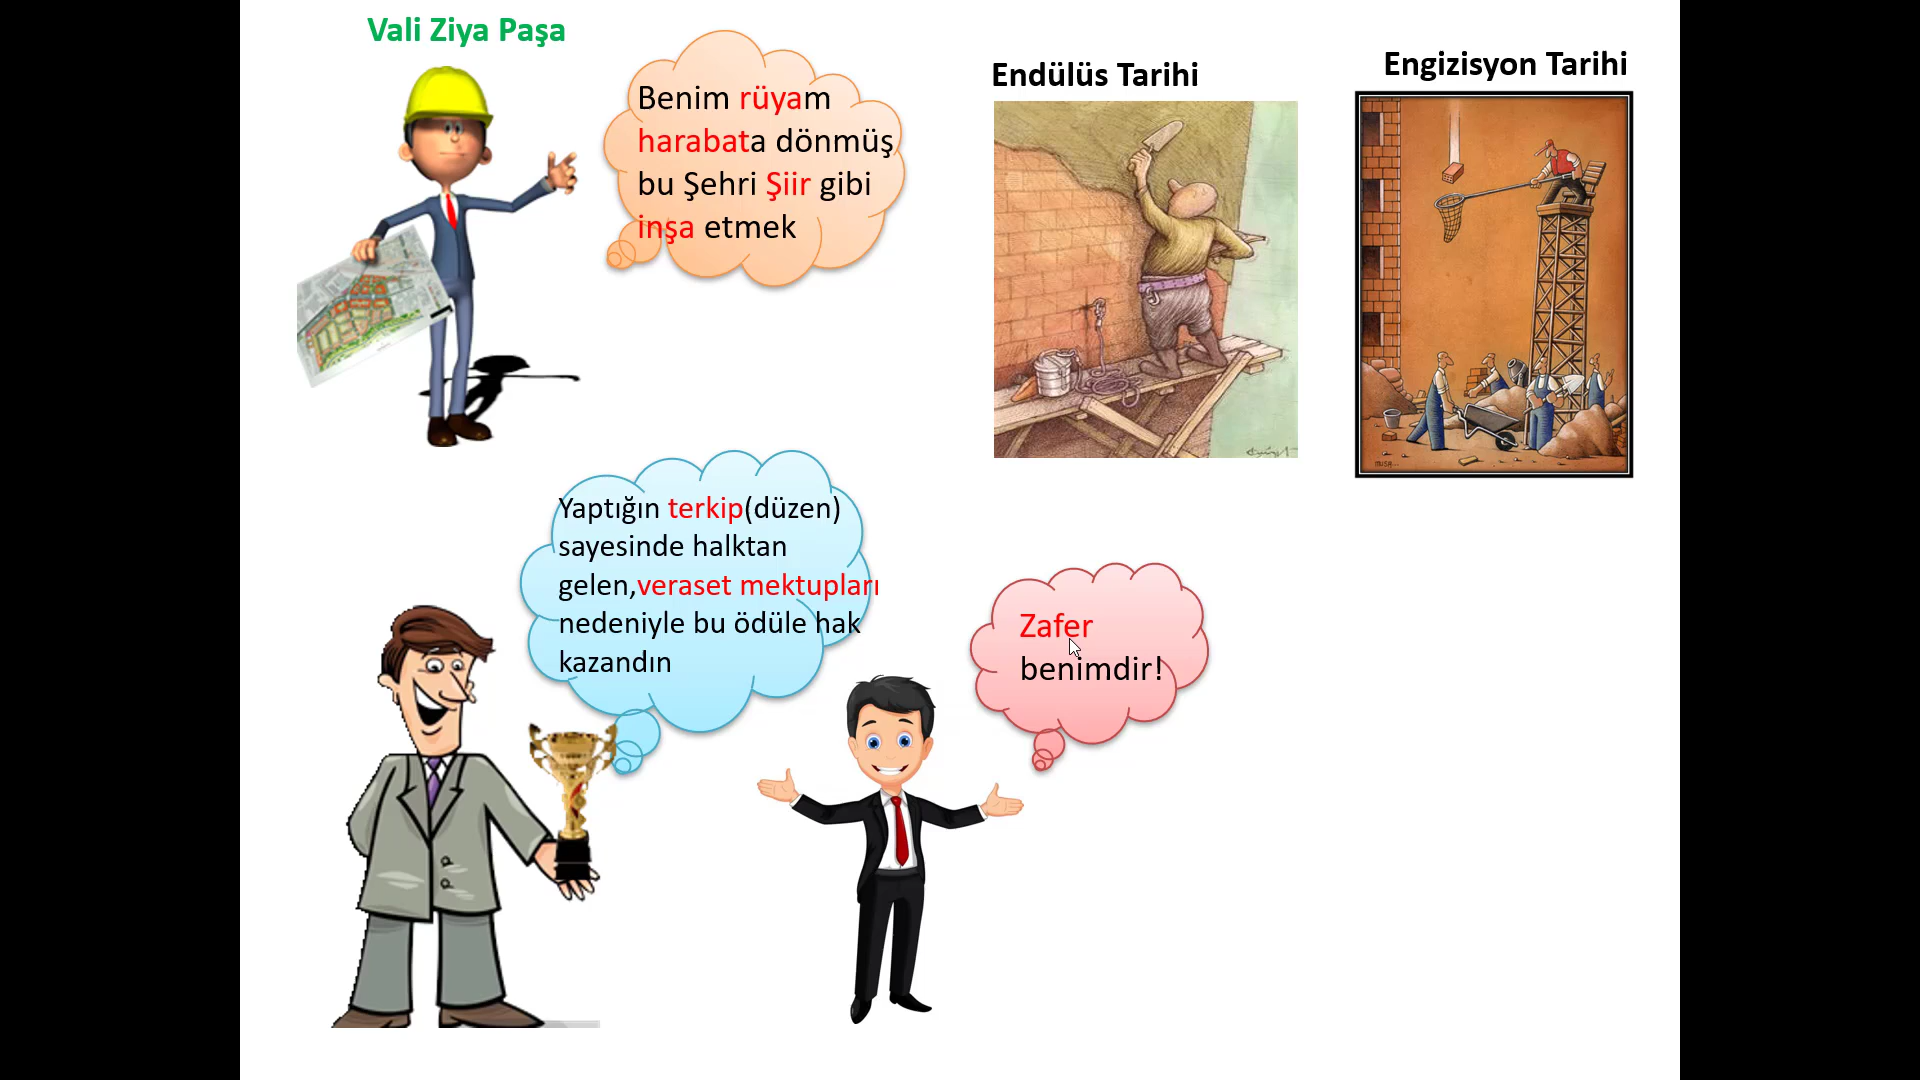 Vali Ziya Paşa
Benim rüyam
harabata dönmüş
bu Şehri Şiir gibi
inşa etmek
Endülüs Tarihi
Engizisyon Tarihi
Yaptığın terkip(düzen)
sayesinde halktan
gelen,veraset mektupları
nedeniyle bu ödüle hak
kazandın
Zafer
benimdir!